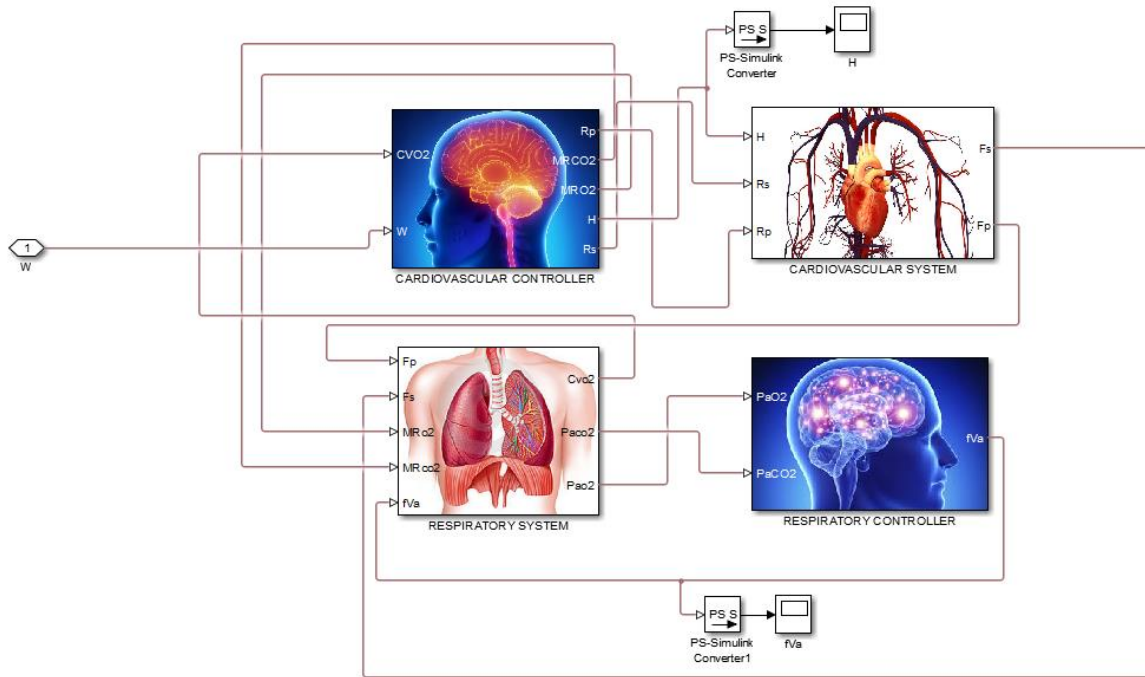 PS S
PS-Simulink
Converter
H
CVO2
W
Rp
MRCO2
MRO2
H
Rs
CARDIOVASCULAR CONTROLLER
H
Rs
Rp
Fs
Fp
CARDIOVASCULAR SYSTEM
1
W
Fp
Fs
MRo2
MRco2
fVa
Cvo2
Paco2
Pao2
RESPIRATORY SYSTEM
PaO2
PaCO2
fVa
RESPIRATORY CONTROLLER
PS S
PS-Simulink
Converter1
fVa